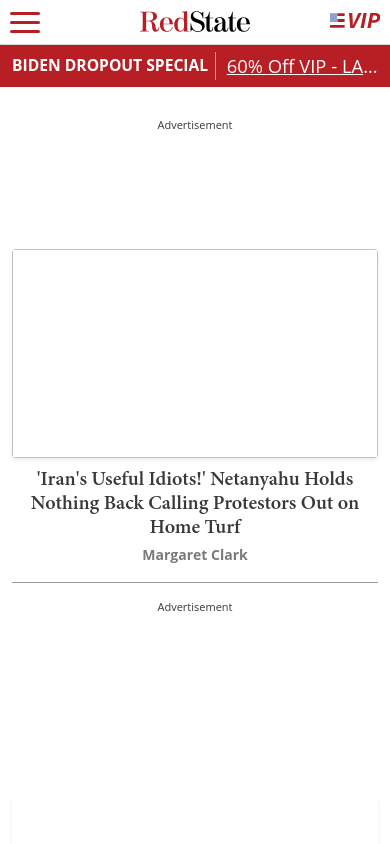 RedState
VIP
BIDEN DROPOUT SPECIAL
60% Off VIP - LA...
Advertisement
'Iran's Useful Idiots!' Netanyahu Holds
Nothing Back Calling Protestors Out on
Home Turf
Margaret Clark
Advertisement